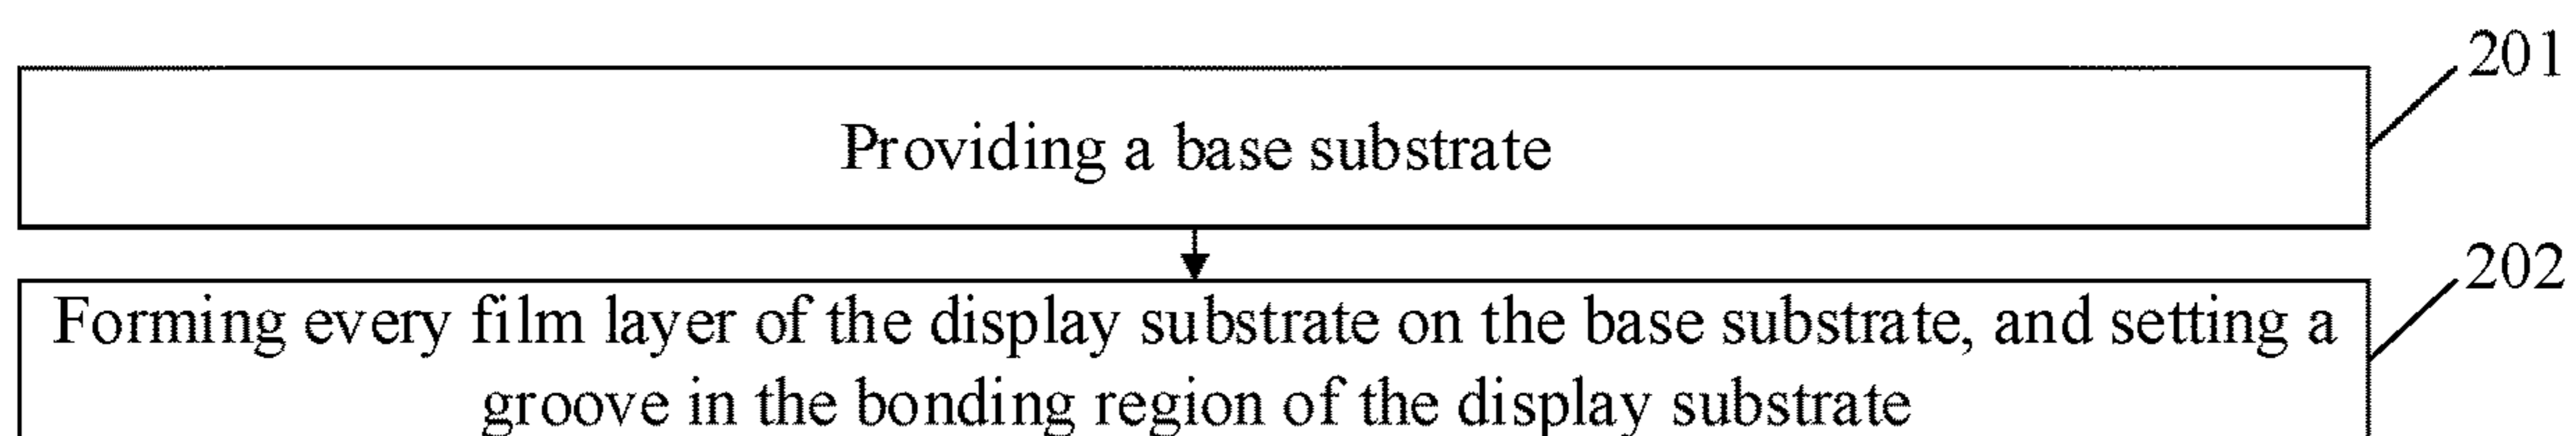 201
Providing a base substrate
202
Forming every film layer of the display substrate on the base substrate, and setting a
groove in the bonding region of the display substrate